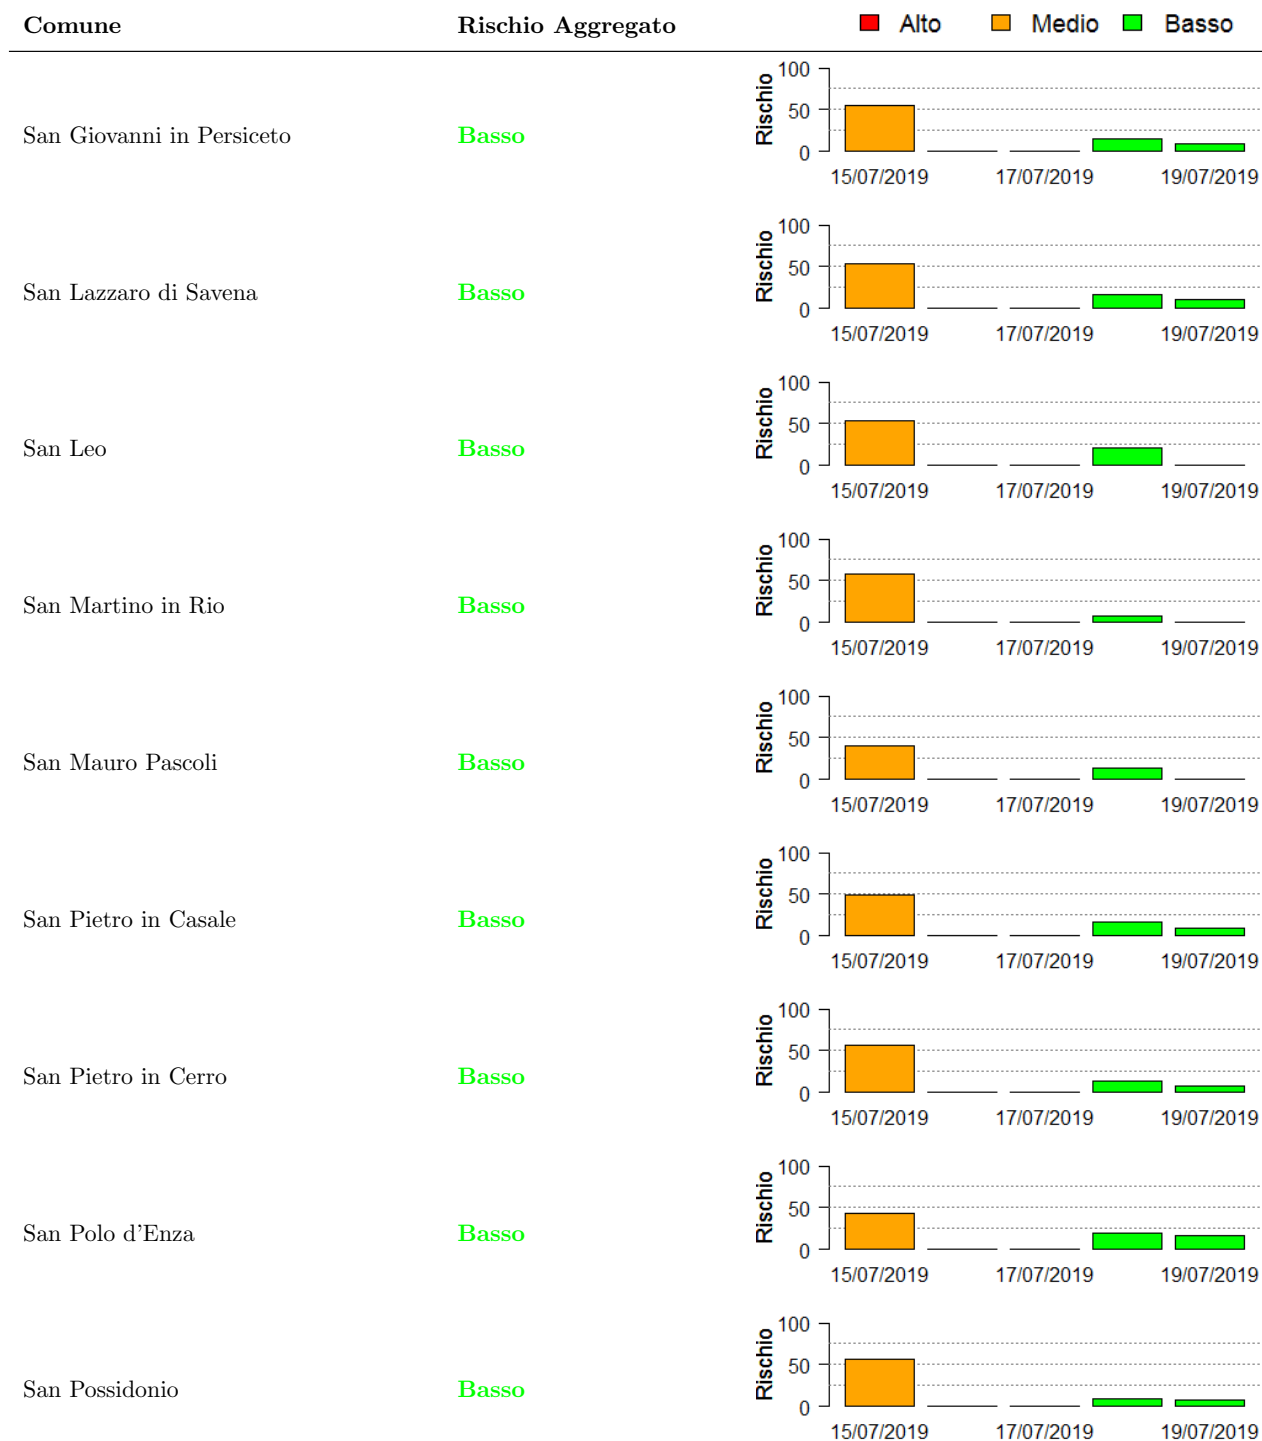 Comune Rischio Aggregato Alto Medio Basso
San Giovanni in Persiceto Basso
Rischio
100
50
0
15/07/2019 17/07/2019 19/07/2019
San Lazzaro di Savena Basso
Rischio
100
50
0
15/07/2019 17/07/2019 19/07/2019
San Leo Basso
Rischio
100
50
0
15/07/2019 17/07/2019 19/07/2019
San Martino in Rio Basso
Rischio
100
50
0
15/07/2019 17/07/2019 19/07/2019
San Mauro Pascoli Basso
Rischio
100
50
0
15/07/2019 17/07/2019 19/07/2019
San Pietro in Casale Basso
Rischio
100
50
0
15/07/2019 17/07/2019 19/07/2019
San Pietro in Cerro Basso
Rischio
100
50
0
15/07/2019 17/07/2019 19/07/2019
San Polo d'Enza Basso
Rischio
100
50
0
15/07/2019 17/07/2019 19/07/2019
San Possidonio Basso
Rischio
100
50
0
15/07/2019 17/07/2019 19/07/2019